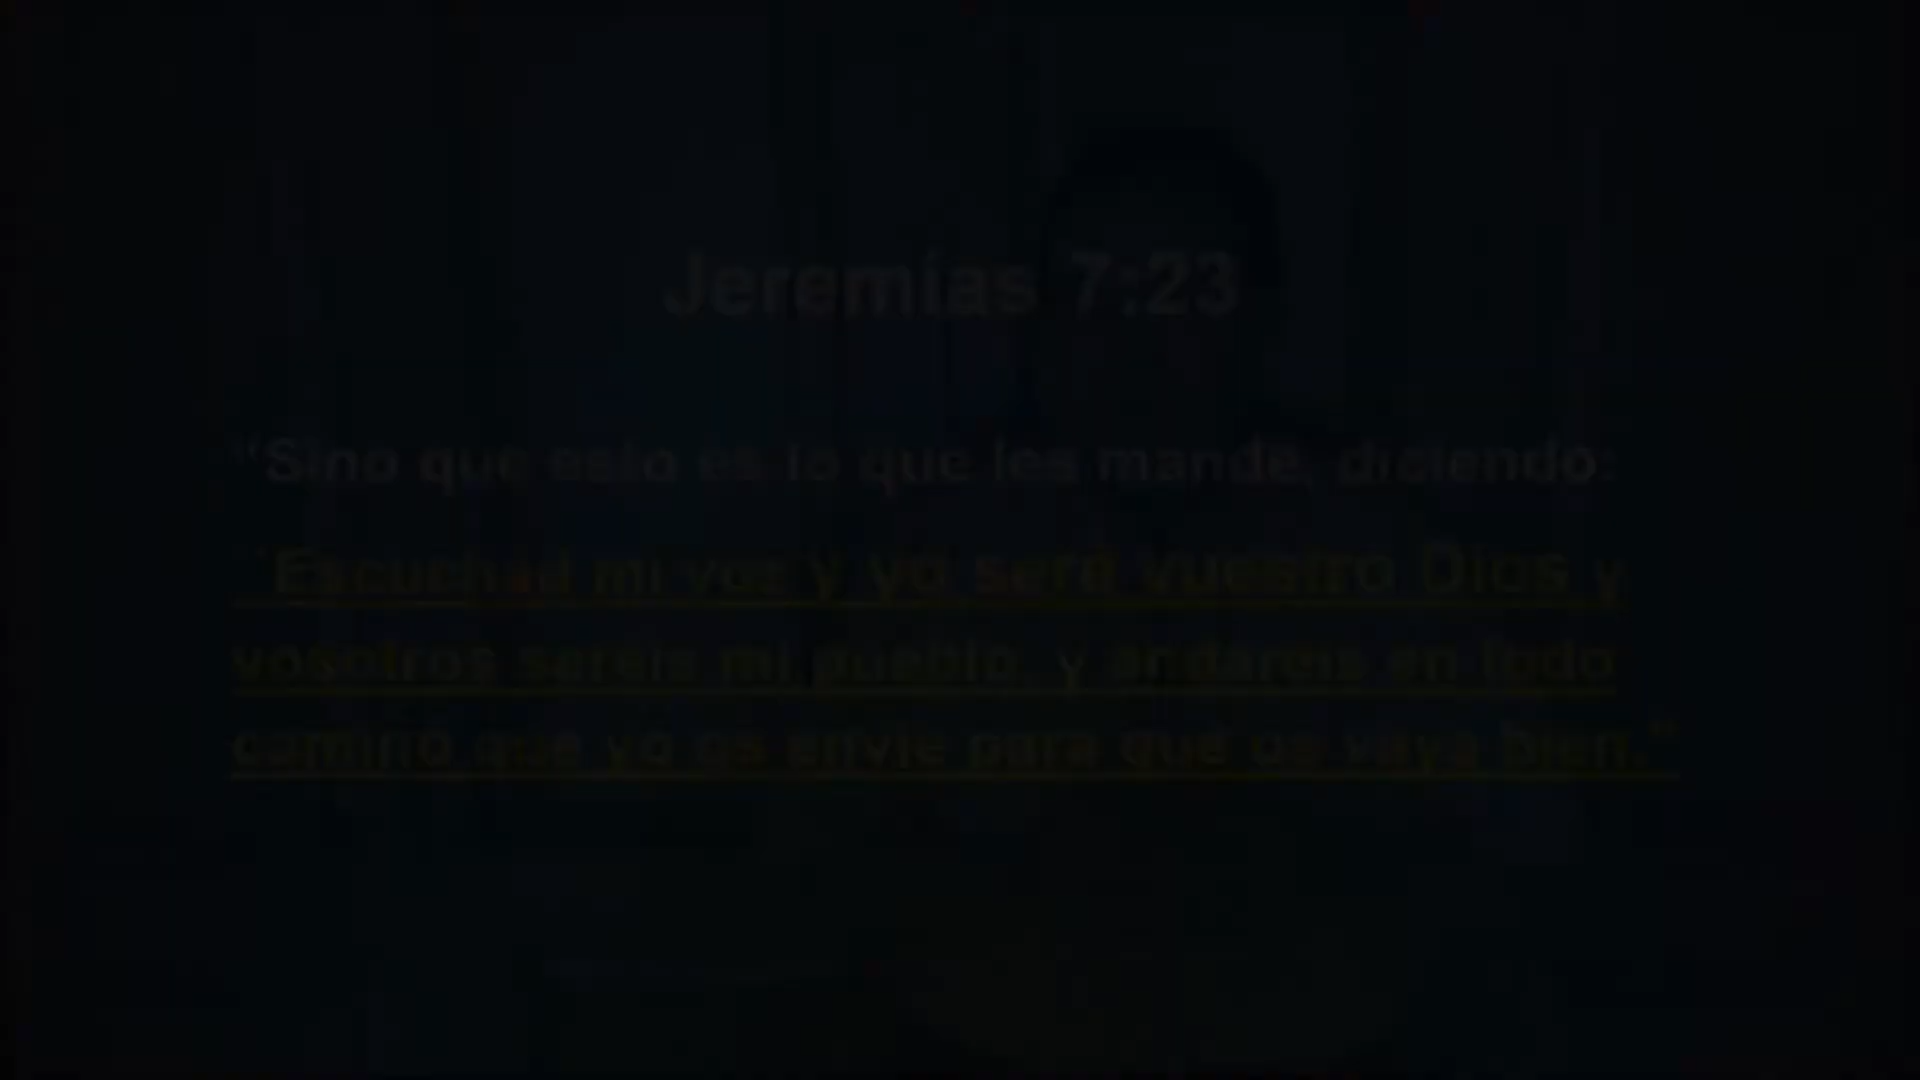 Jeremías 7:23
"Sino que esto es lo que les mandé, diciendo:
"Escuchad mi voz y yo seré vuestro Dios y
vosotros seréis mi pueblo, y andaréis en todo
camino que yo os envíe para que os vaya bien."